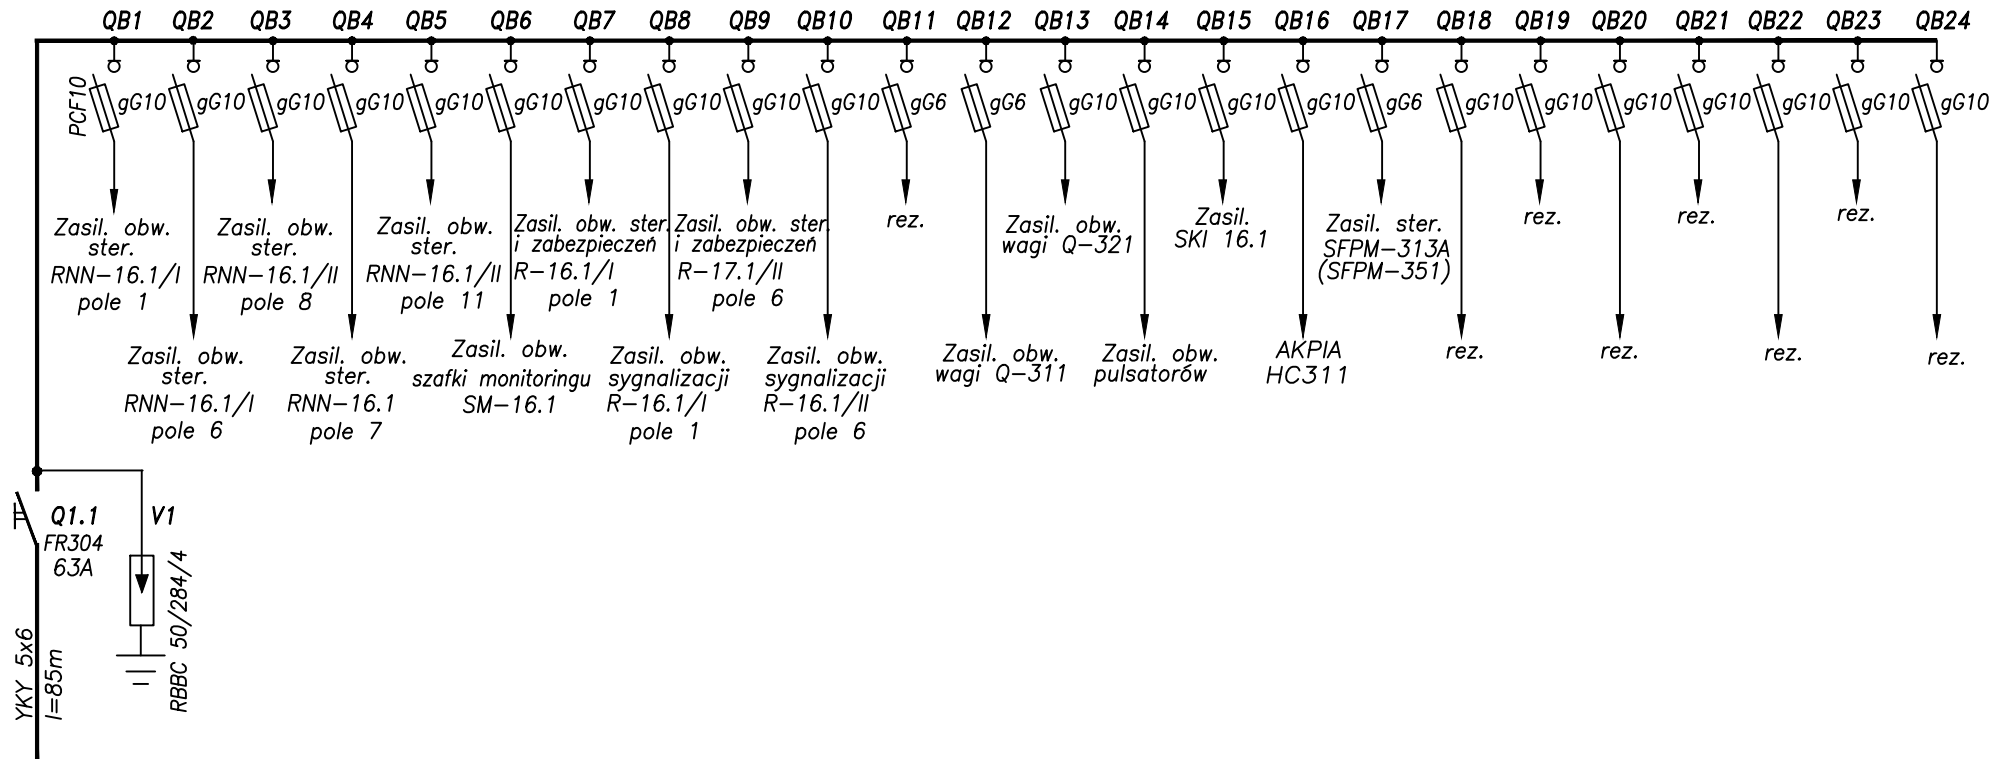 QB1 QB2 QB3 QB4 QB5 QB6 QB7 QB8 QB9 QB10 QB11 QB12 QB13 QB14 QB15 QB16 QB17 QB18 QB19 QB20 QB21 QB22 QB23 QB24
PCF10
gG10 gG10 gG10 gG10 gG10 gG10 gG10 gG10 gG10 gG10 gG6 gG6 gG10 gG10 gG10 gG10 gG6 gG10 gG10 gG10 gG10 gG10 gG10 gG10
Zasil. obw.
ster.
RNN-16.1/I
pole 1
Zasil. obw.
ster.
RNN-16.1/I
pole 6
Zasil. obw.
ster.
RNN-16.1/II
pole 8
Zasil. obw.
ster.
RNN-16.1
pole 7
Zasil. obw.
ster.
RNN-16.1/II
pole 11
Zasil. obw.
szafki monitoringu
SM-16.1
Zasil. obw. ster.
i zabezpieczeń
R-16.1/I
pole 1
Zasil. obw.
sygnalizacji
R-16.1/I
pole 1
Zasil. obw. ster.
i zabezpieczeń
R-17.1/II
pole 6
Zasil. obw.
sygnalizacji
R-16.1/II
pole 6
rez.
Zasil. obw.
wagi Q-311
Zasil. obw.
wagi Q-321
Zasil. obw.
pulsatorów
Zasil.
SKI 16.1
AKPIA
HC311
Zasil. ster.
SFPM-313A
(SFPM-351)
rez.
rez.
rez.
rez.
rez.
rez.
rez.
Q1.1
FR304
63A
V1
RBBC 50/284/4
YKY 5x6
l=85m